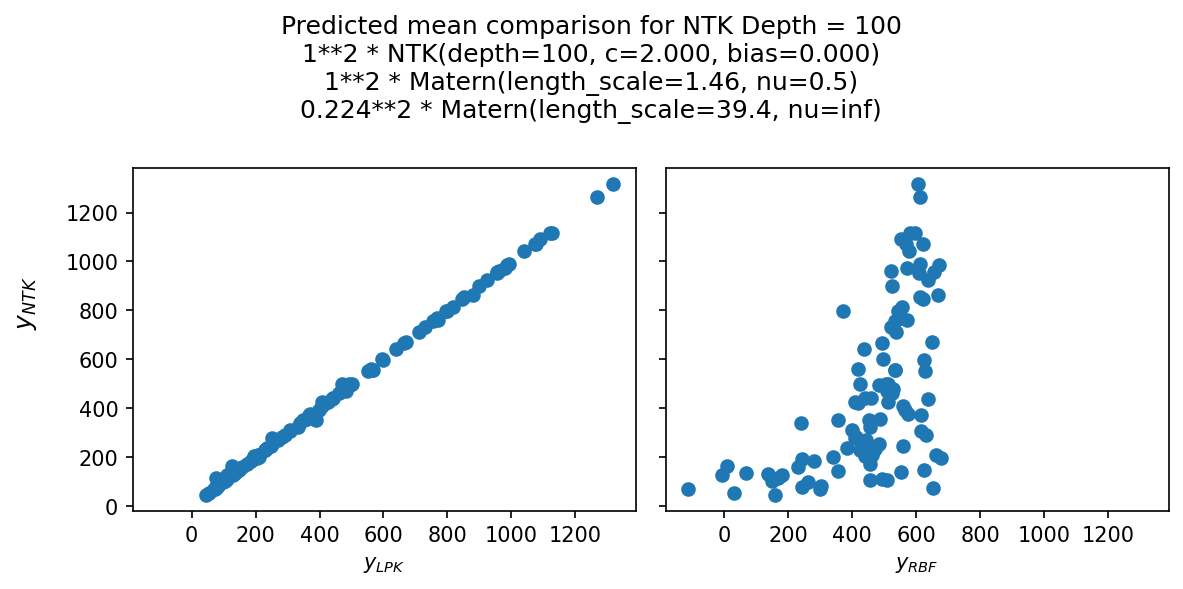 Predicted mean comparison for NTK Depth = 100
1**2 * NTK(depth=100, c=2.000, bias=0.000)
1**2 * Matern(length_scale=1.46, nu=0.5)
0.224**2 * Matern(length_scale=39.4, nu=inf)
y_NTK
1200
1000
800
600
400
200
0
0 200 400 600 800 1000 1200
y_LPK
0 200 400 600 800 1000 1200
y_RBF